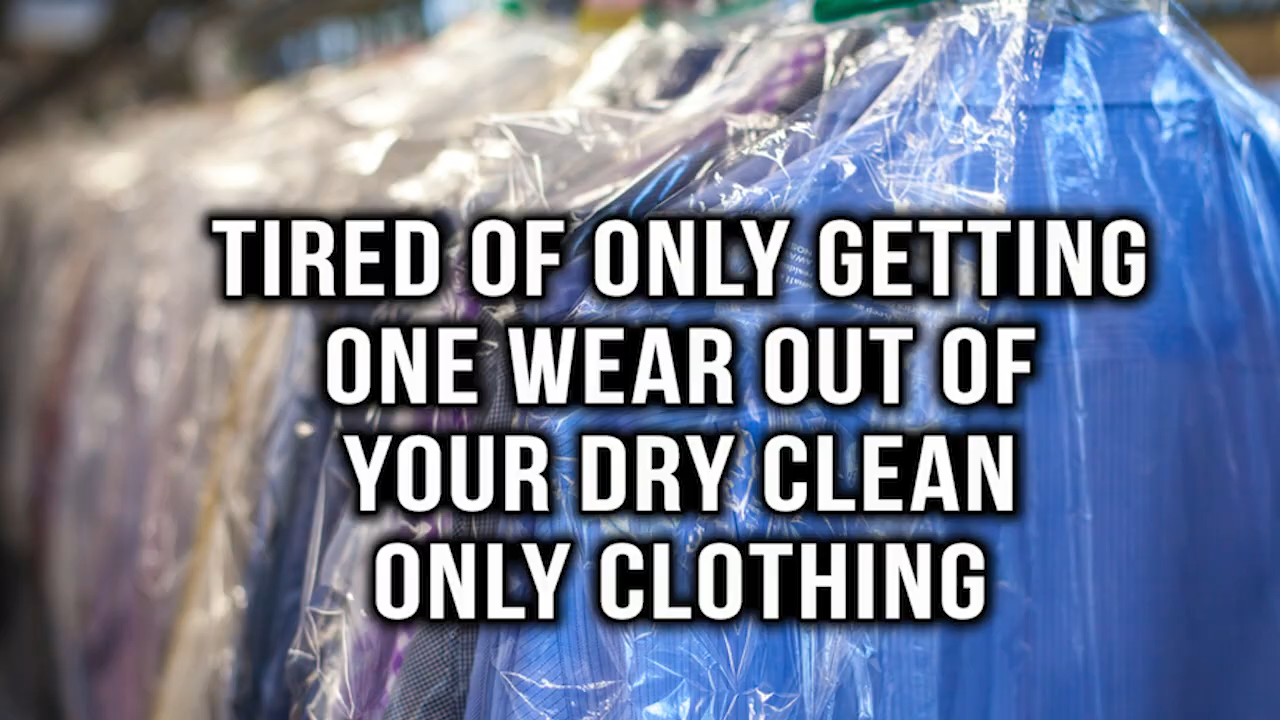 TIRED OF ONLY GETTING
ONE WEAR OUT OF
YOUR DRY CLEAN
ONLY CLOTHING